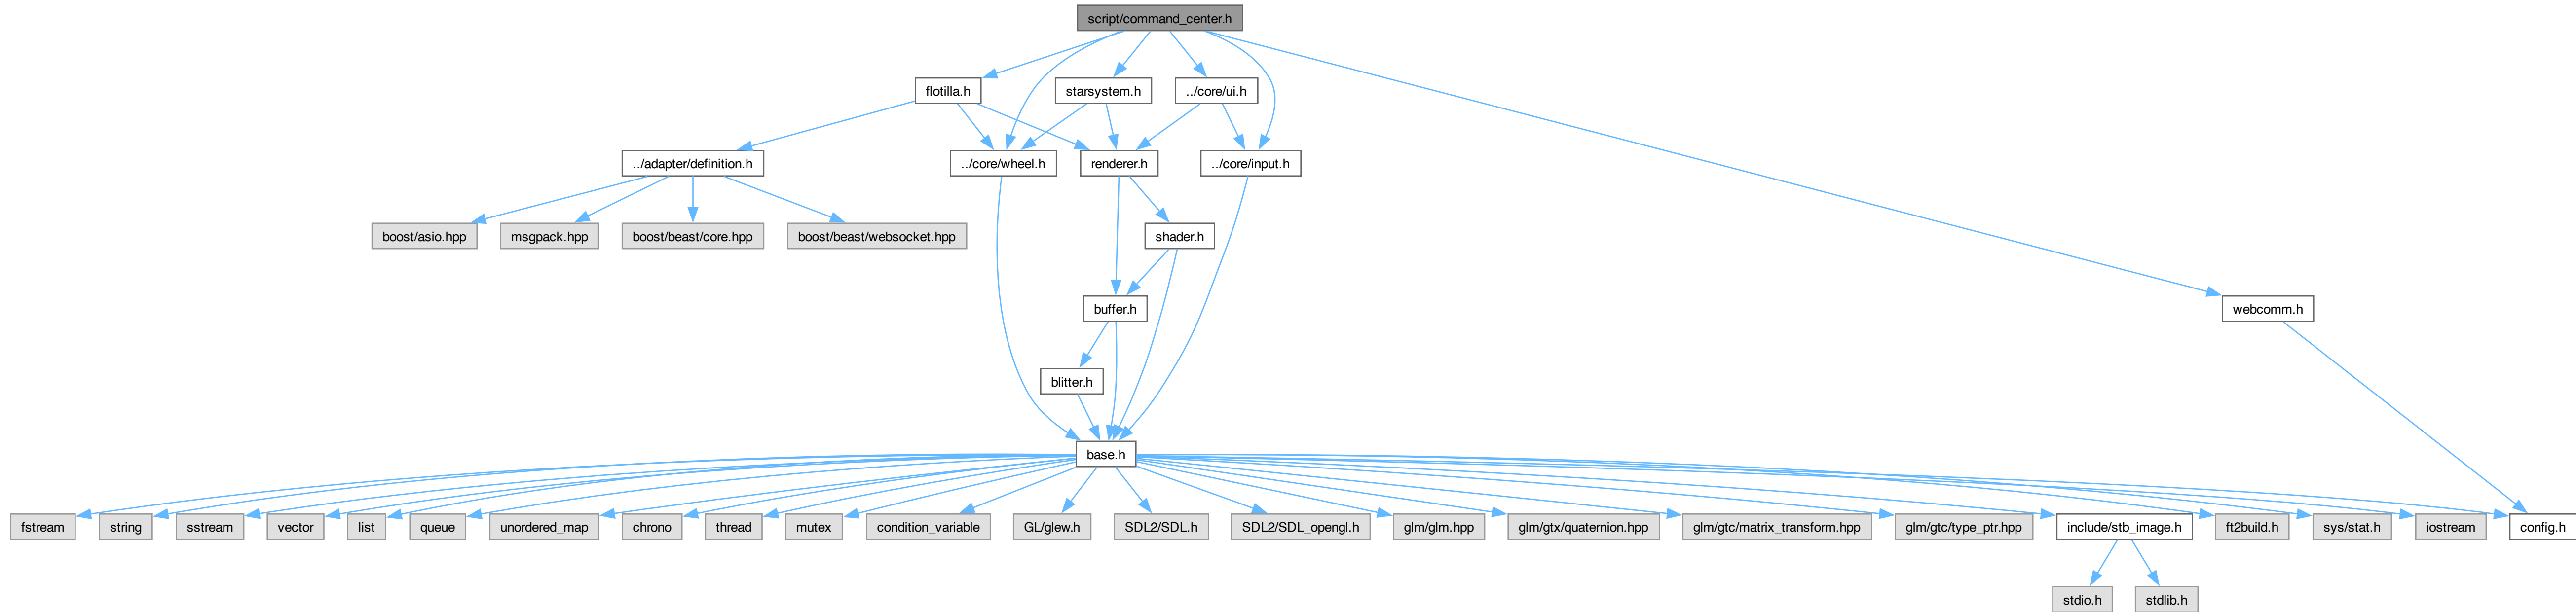 script/command_center.h
flotilla.h
starsystem.h
../core/ui.h
../adapter/definition.h
../core/wheel.h
renderer.h
../core/input.h
boost/asio.hpp
msgpack.hpp
boost/beast/core.hpp
boost/beast/websocket.hpp
shader.h
buffer.h
webcomm.h
blitter.h
base.h
fstream
string
sstream
vector
list
queue
unordered_map
chrono
thread
mutex
condition_variable
GL/glew.h
SDL2/SDL.h
SDL2/SDL_opengl.h
glm/glm.hpp
glm/gtx/quaternion.hpp
glm/gtc/matrix_transform.hpp
glm/gtc/type_ptr.hpp
include/stb_image.h
ft2build.h
sys/stat.h
iostream
config.h
stdio.h
stdlib.h